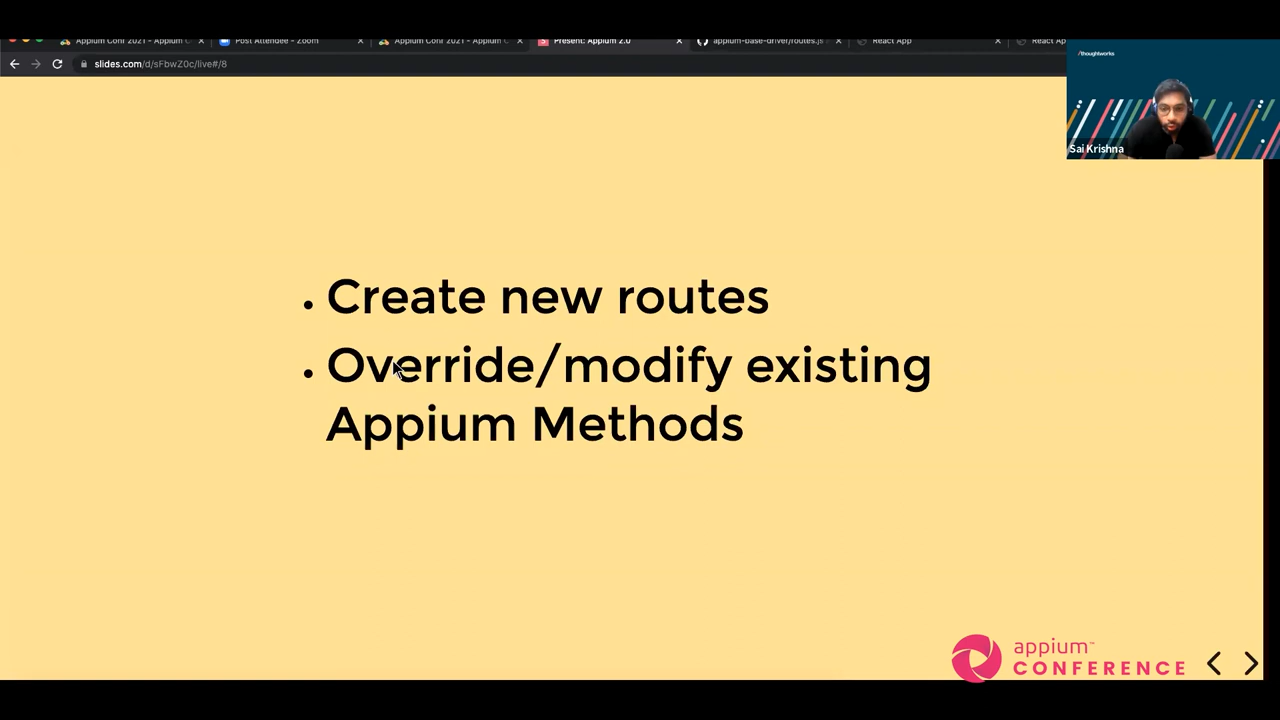 Appium Conf 2021 - Appium C
Post Attendee - Zoom
Appium Conf 2021 - Appium C
Present: Appium 2.0
appium-base-driver/routes.js
React App
React Ap
slides.com/d/sFbwZ0c/live#/8
/thoughtworks
Sai Krishna
• Create new routes
• Override/modify existing
Appium Methods
appium™
CONFERENCE